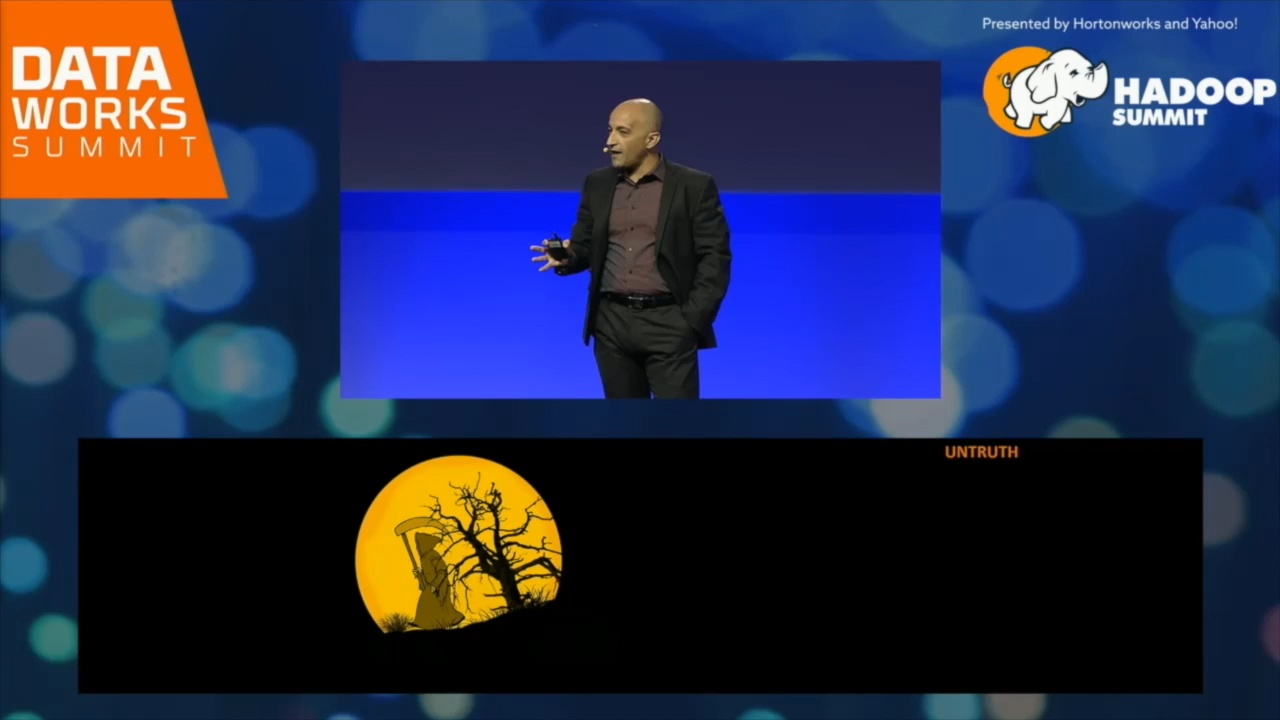 DATA
WORKS
SUMMIT
Presented by Hortonworks and Yahoo!
HADOOP
SUMMIT
UNTRUTH